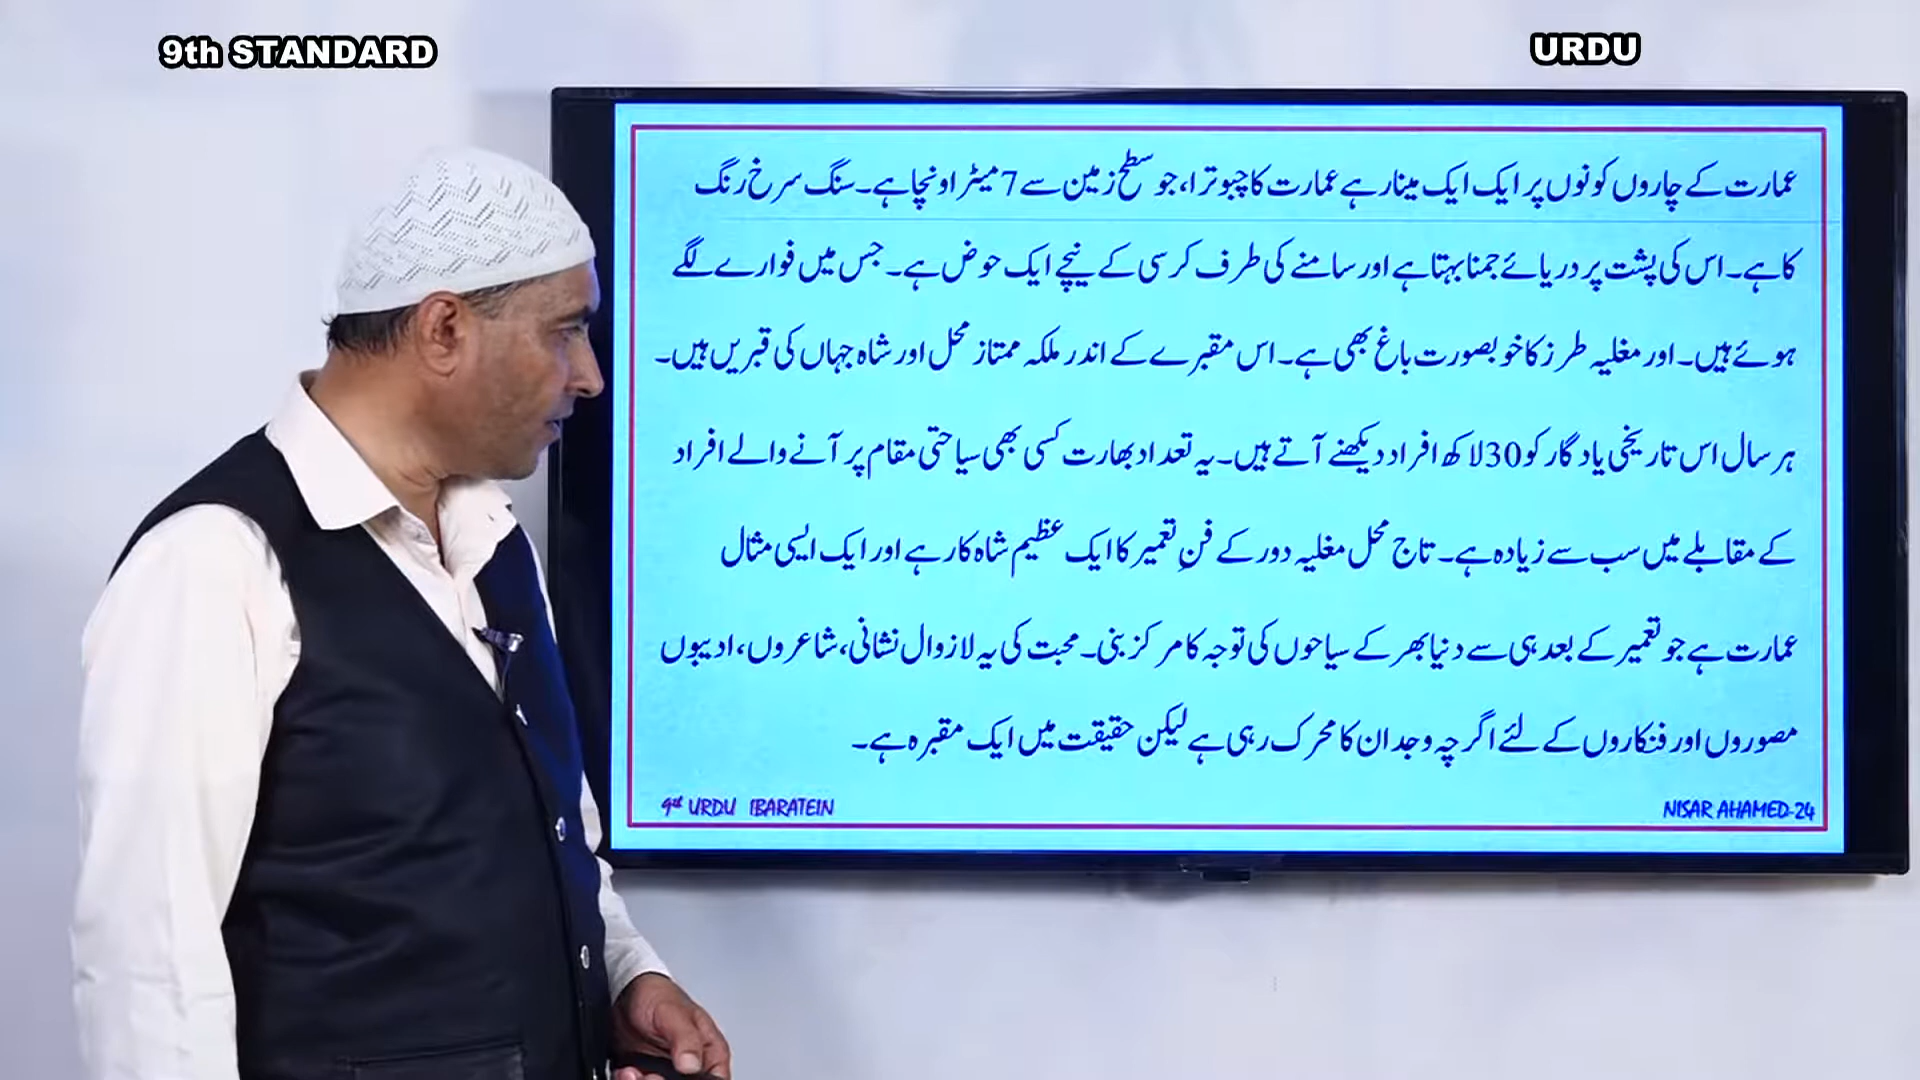 9th STANDARD
URDU
عمارت کے چاروں کونوں پر ایک ایک مینار ہے عمارت کا چبوترا، جو سطح زمین سے 7 میٹر اونچا ہے۔ سنگ سرخ رنگ
کا ہے۔ اس کی پشت پر دریائے جمنا بہتا ہے اور سامنے کی طرف کرسی کے نیچے ایک حوض ہے۔ جس میں فوارے لگے
ہوئے ہیں۔ اور مغلیہ طرز کا خوبصورت باغ بھی ہے۔ اس مقبرے کے اندر ملکہ ممتاز محل اور شاہ جہاں کی قبریں ہیں۔
ہر سال اس تاریخی یادگار کو 30 لاکھ افراد دیکھنے آتے ہیں۔ یہ تعداد بھارت کسی بھی سیاحتی مقام پر آنے والے افراد
کے مقابلے میں سب سے زیادہ ہے۔ تاج محل مغلیہ دور کے فنِ تعمیر کا ایک عظیم شاہ کار ہے اور ایک ایسی مثال
عمارت ہے جو تعمیر کے بعد ہی سے دنیا بھر کے سیاحوں کی توجہ کا مرکز بنی۔ محبت کی یہ لازوال نشانی، شاعروں، ادیبوں
مصوروں اور فنکاروں کے لئے اگرچہ وجدان کا محرک رہی ہے لیکن حقیقت میں ایک مقبرہ ہے۔
9th URDU IBARATEIN
NISAR AHAMED-24